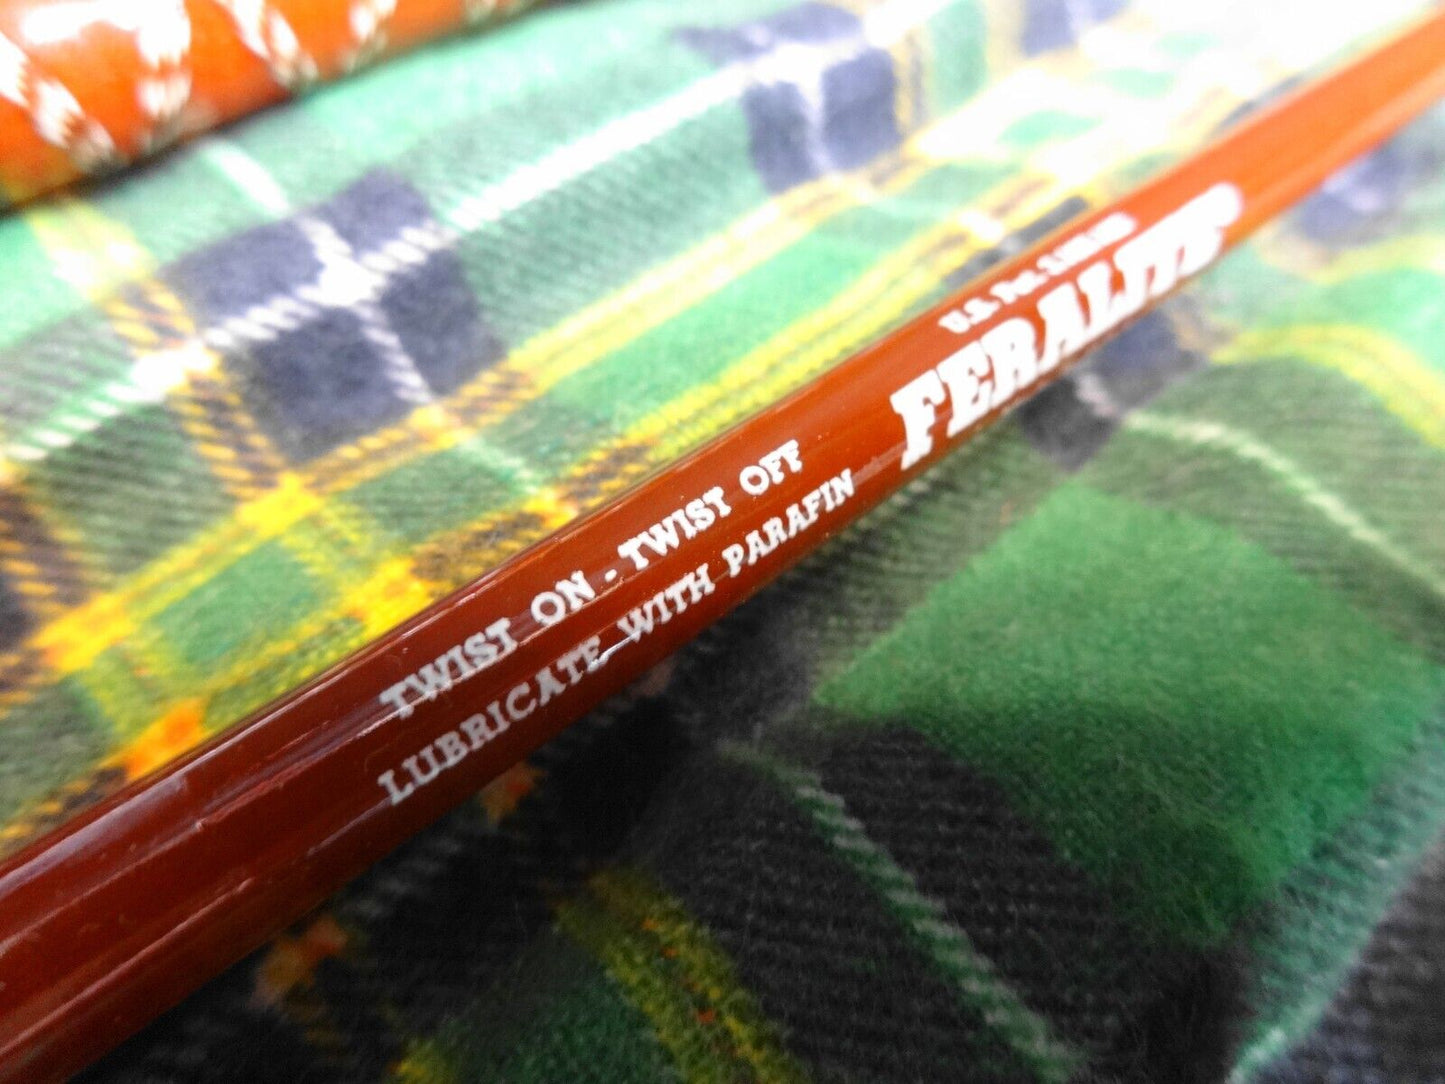 U.S. Pat.
FERALITE
TWIST ON - TWIST OFF
LUBRICATE WITH PARAFIN